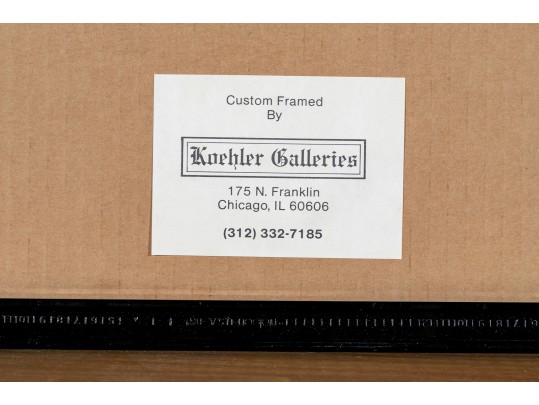 Custom Framed
By
Koehler Galleries
175 N. Franklin
Chicago, IL 60606
(312) 332-7185